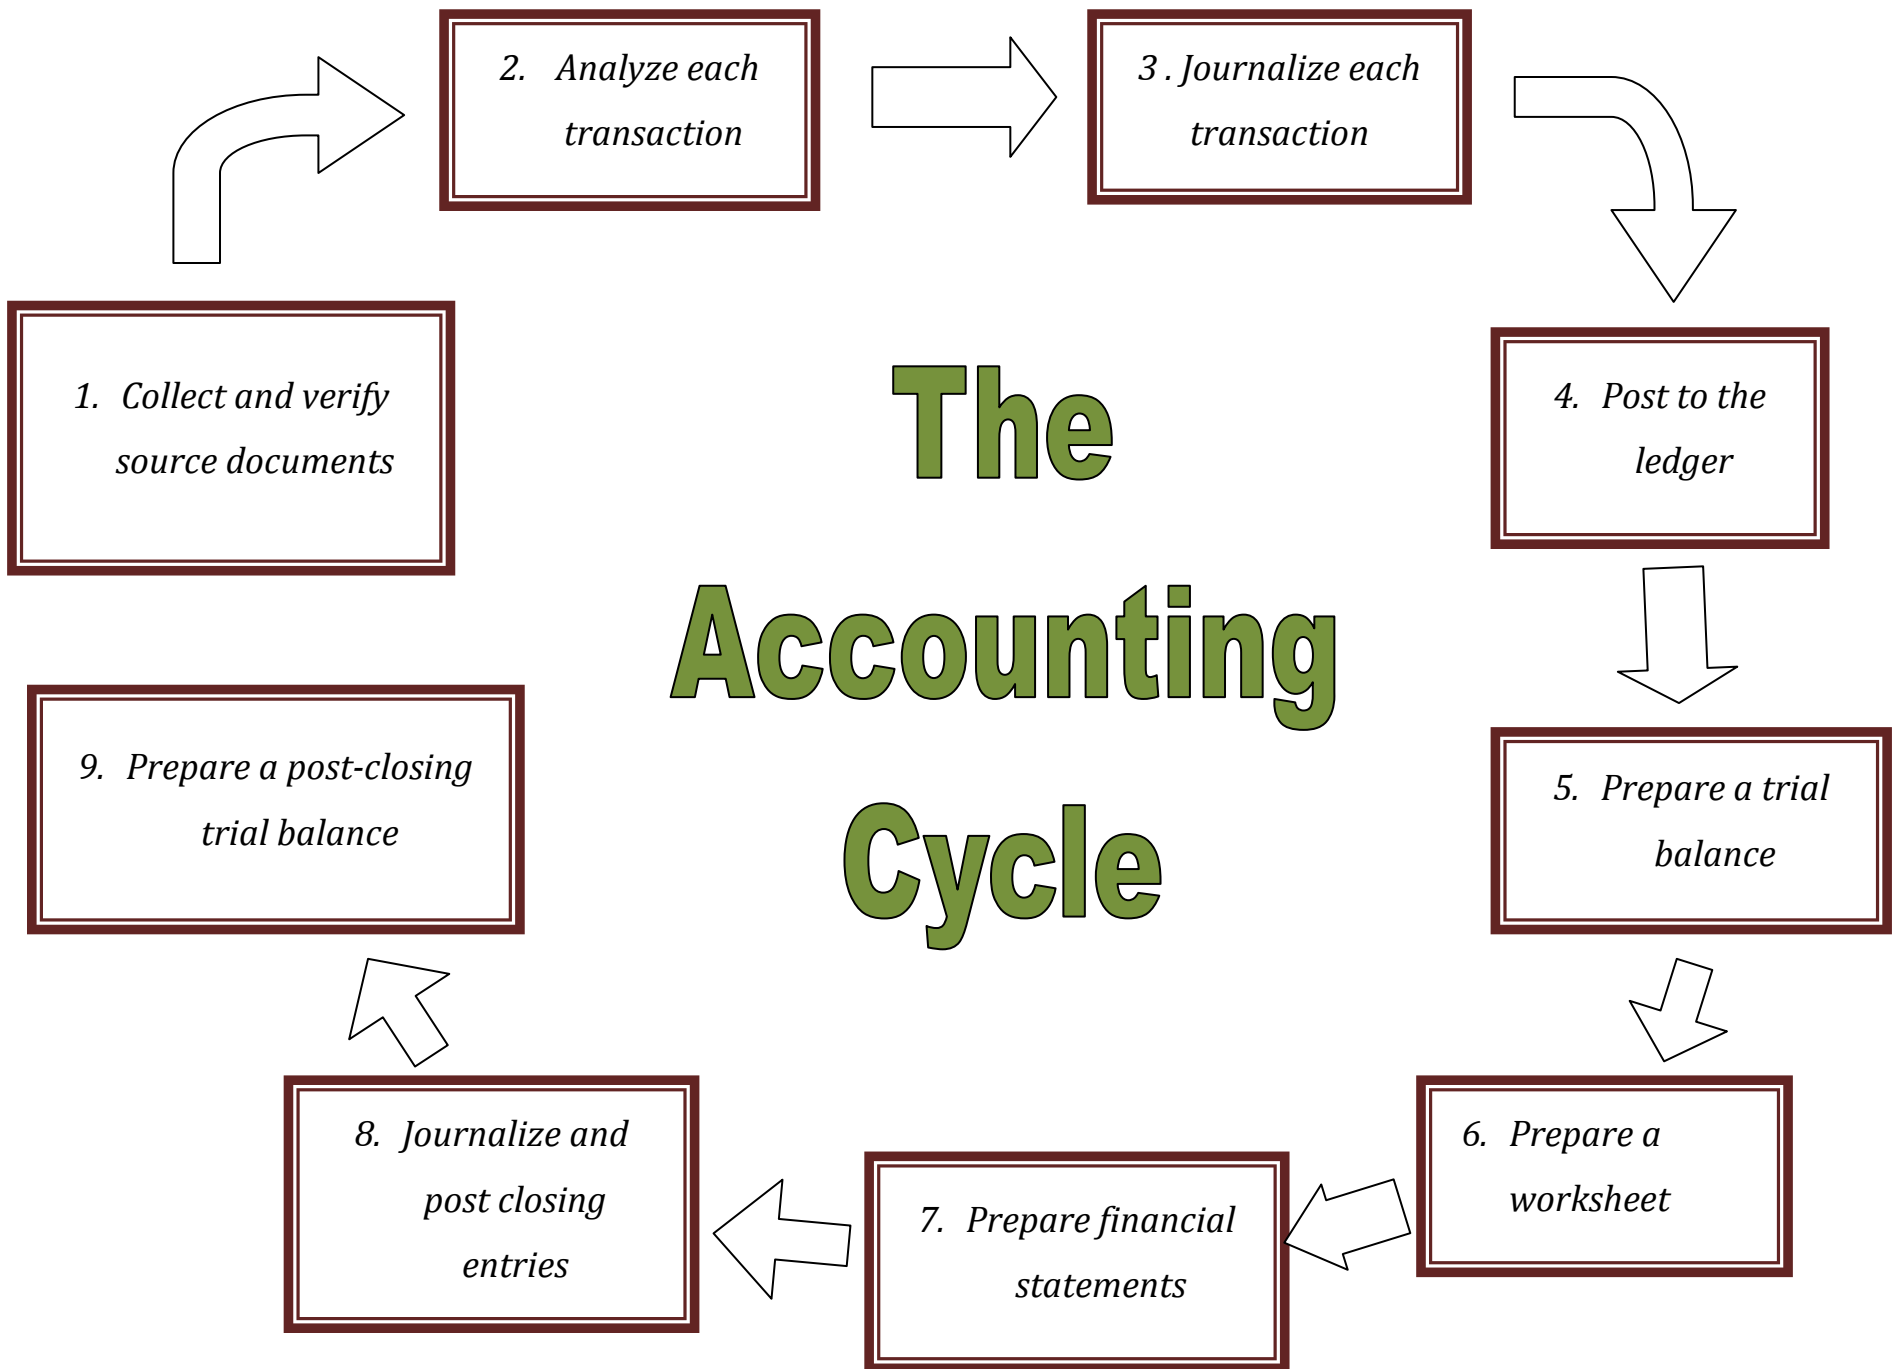 1. Collect and verify
source documents
2. Analyze each
transaction
3 . Journalize each
transaction
4. Post to the
ledger
5. Prepare a trial
balance
6. Prepare a
worksheet
7. Prepare financial
statements
8. Journalize and
post closing
entries
9. Prepare a post-closing
trial balance
The
Accounting
Cycle